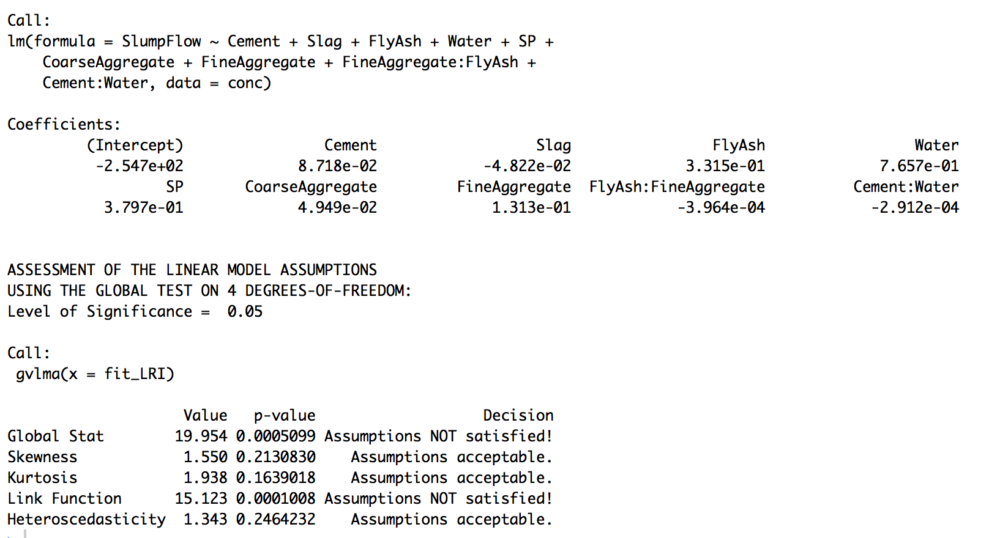 Call:
lm(formula = SlumpFlow ~ Cement + Slag + FlyAsh + Water + SP +
    CoarseAggregate + FineAggregate + FineAggregate:FlyAsh +
    Cement:Water, data = conc)

Coefficients:
         (Intercept)                Cement                  Slag                FlyAsh                 Water
          -2.547e+02             8.718e-02            -4.822e-02             3.315e-01             7.657e-01
                  SP       CoarseAggregate         FineAggregate  FlyAsh:FineAggregate          Cement:Water
           3.797e-01             4.949e-02             1.313e-01            -3.964e-04            -2.912e-04

ASSESSMENT OF THE LINEAR MODEL ASSUMPTIONS
USING THE GLOBAL TEST ON 4 DEGREES-OF-FREEDOM:
Level of Significance =  0.05

Call:
 gvlma(x = fit_LRI)

                    Value   p-value                   Decision
Global Stat        19.954 0.0005099 Assumptions NOT satisfied!
Skewness            1.550 0.2130830    Assumptions acceptable.
Kurtosis            1.938 0.1639018    Assumptions acceptable.
Link Function      15.123 0.0001008 Assumptions NOT satisfied!
Heteroscedasticity  1.343 0.2464232    Assumptions acceptable.